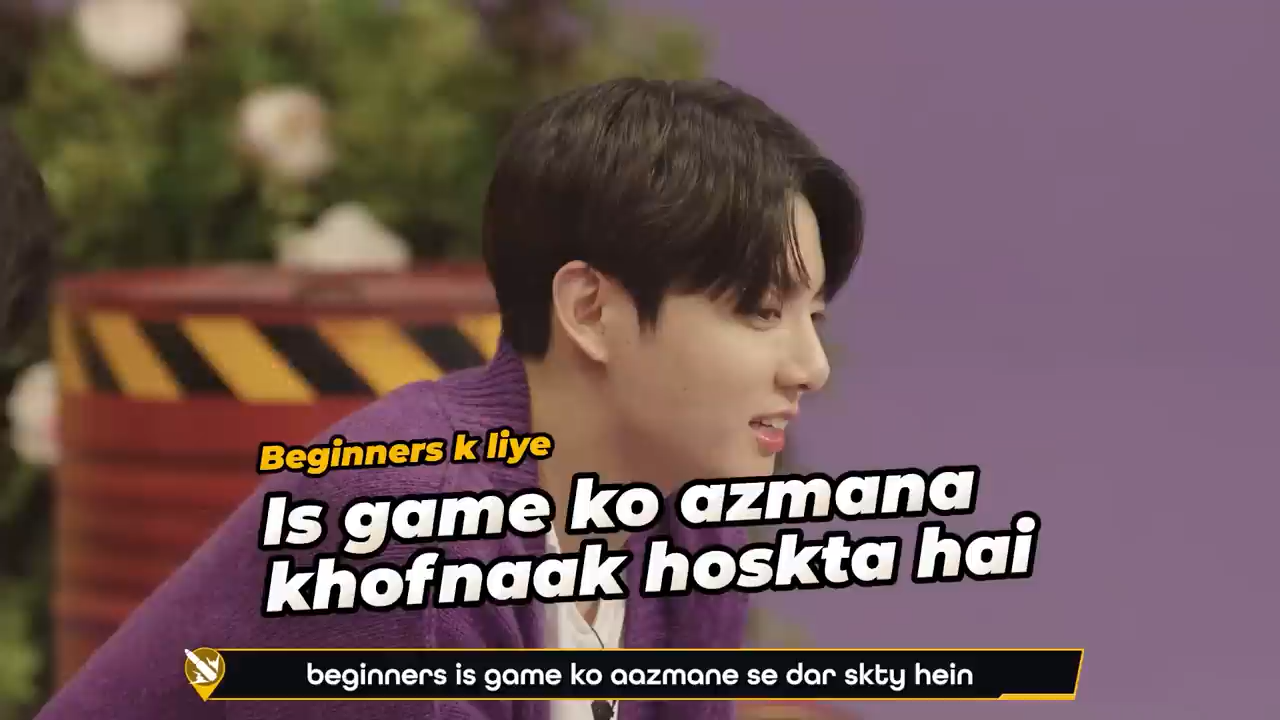 Beginners k liye
Is game ko azmana
khofnaak hoskta hai
beginners is game ko aazmane se dar skty hein